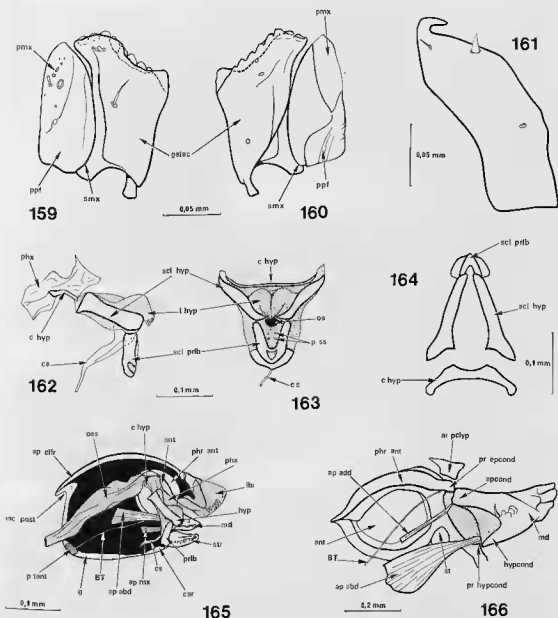 pmx
pmx
161
galac
ppf
ppf
smx
smx
159
0,05 mm
160
0,05 mm
phx
scl hyp
c hyp
scl prlb
164
l hyp
os
scl hyp
c hyp
p ss
cs
scl prlb
162
0,1 mm
163
cs
c hyp
0,1 mm
c hyp
oes
ant
phr ant
phx
ap clfr
lbr
inc post
hyp
md
str
p tent
BT
ap abd
ap mx
cs
prlb
g
car
0,1 mm
165
ar pclyp
phr ant
pr epcond
ap add
epcond
ant
md
BT
st
hypcond
ap abd
pr hypcond
0,2 mm
166